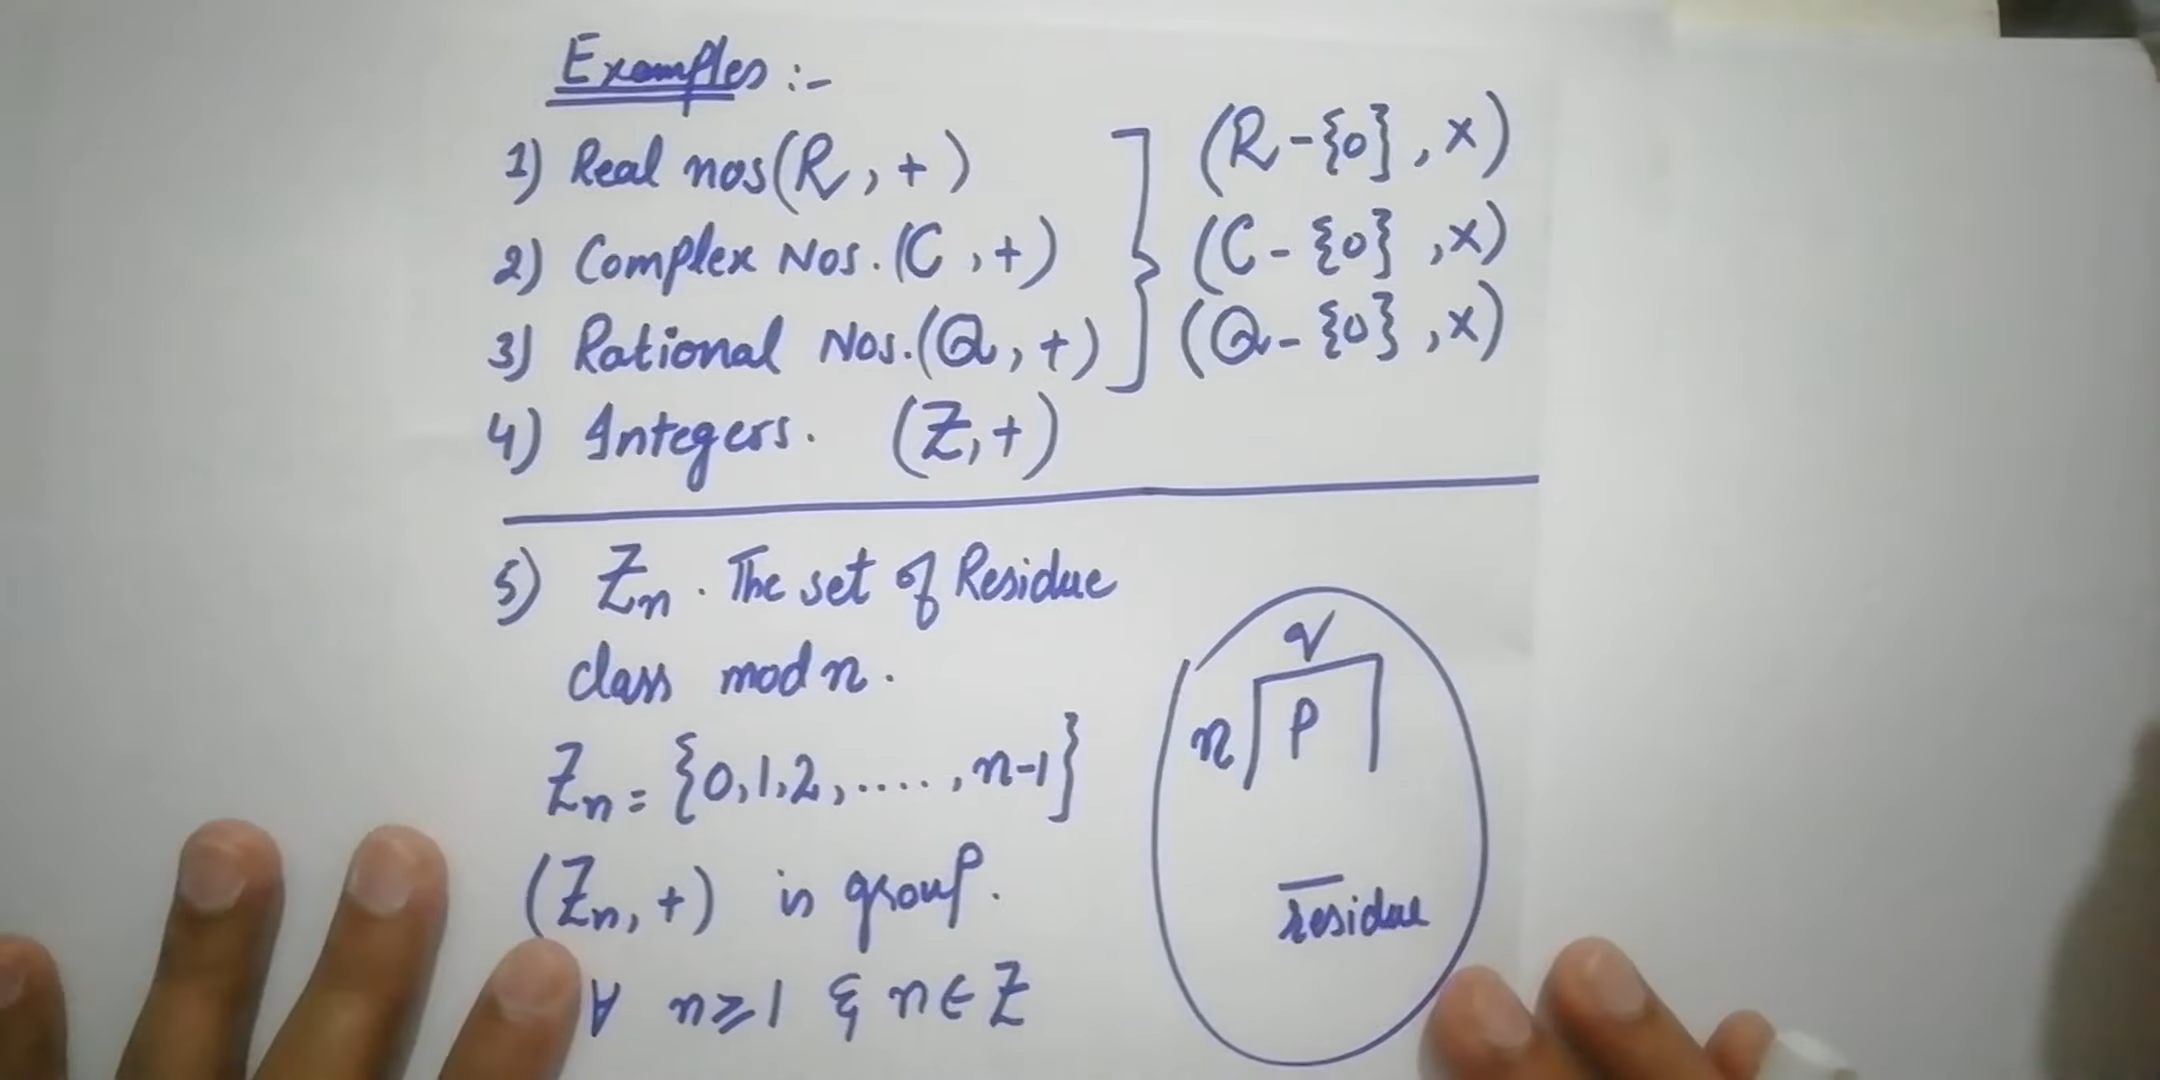 Examples :-
1) Real nos (R, +)
2) Complex Nos. (C, +)
3) Rational Nos. (Q, +)
4) Integers. (Z, +)
(R - {0}, ×)
(C - {0}, ×)
(Q - {0}, ×)
5) Zn. The set of Residue
class mod n.
Zn = {0,1,2,....,n-1}
(Zn, +) is group.
∀ n ≥ 1 & n ∈ Z
q
n P
residue